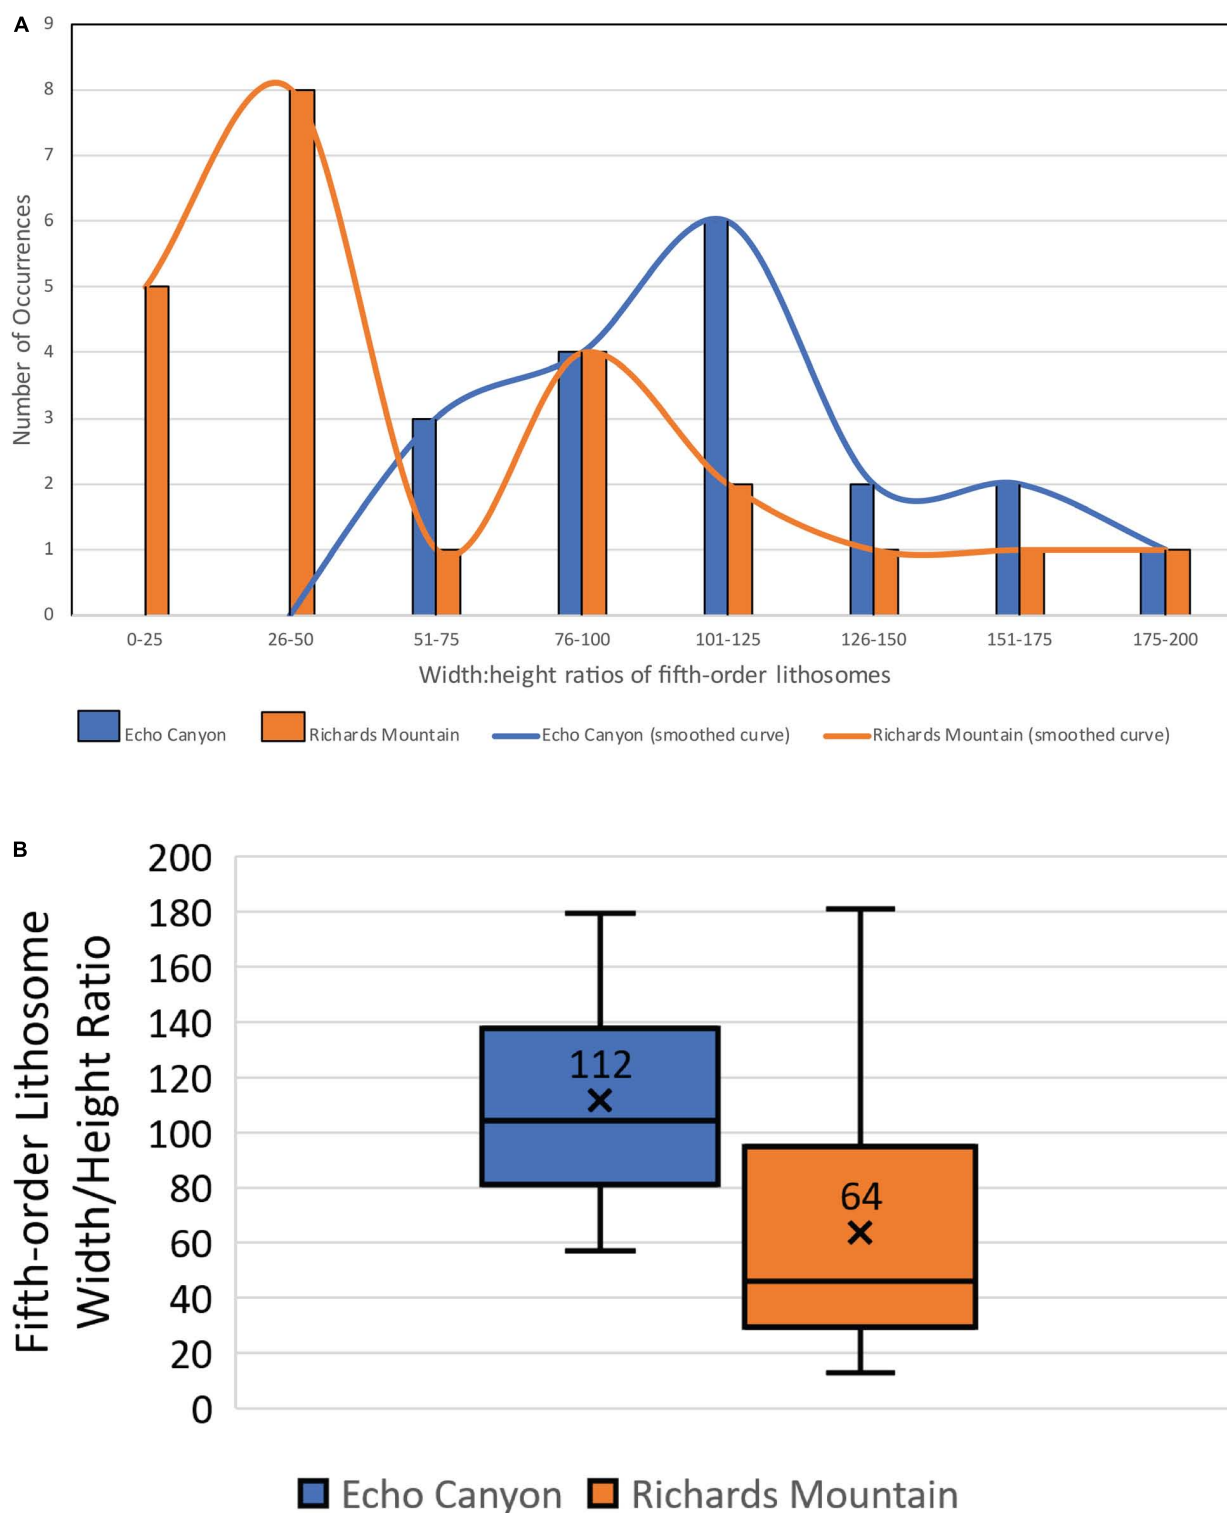 A
9
8
7
6
5
4
3
2
1
0
Number of Occurrences
0-25 26-50 51-75 76-100 101-125 126-150 151-175 175-200
Width:height ratios of fifth-order lithosomes
Echo Canyon Richards Mountain Echo Canyon (smoothed curve) Richards Mountain (smoothed curve)
B
Fifth-order Lithosome
Width/Height Ratio
200
180
160
140
120
100
80
60
40
20
0
112
64
Echo Canyon Richards Mountain